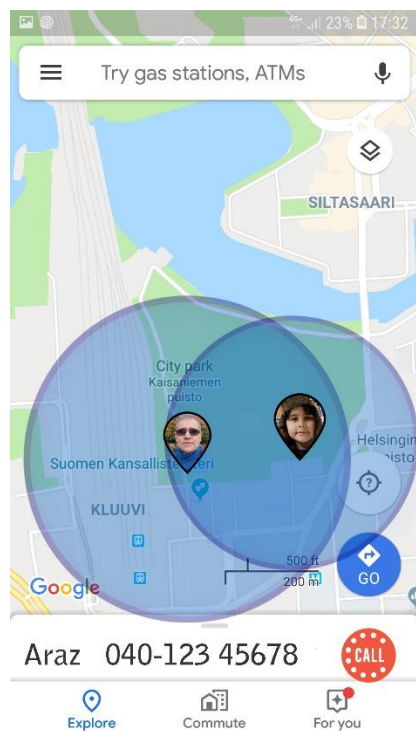 4G+ 23% 17:32
Try gas stations, ATMs
SILTASAARI
City park
Kaisaniemen
puisto
Helsingin
Suomen Kansallisteatteri
KLUUVI
500 ft
200 m
GO
Google
Araz 040-123 45678
CALL
Explore
Commute
For you